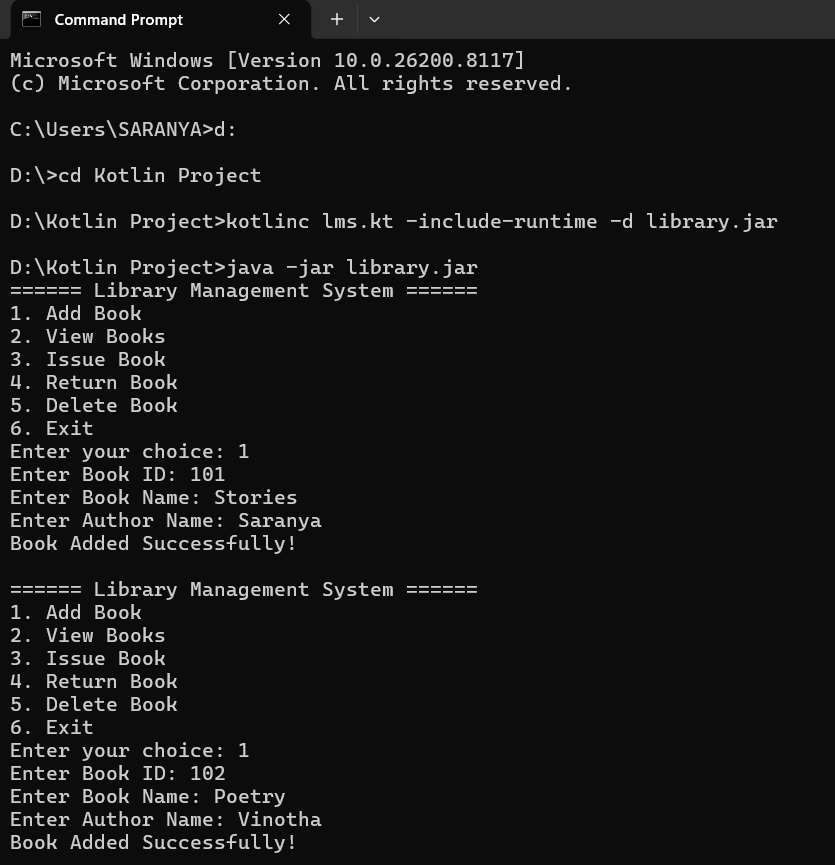 Command Prompt
Microsoft Windows [Version 10.0.26200.8117]
(c) Microsoft Corporation. All rights reserved.
C:\Users\SARANYA>d:
D:\>cd Kotlin Project
D:\Kotlin Project>kotlinc lms.kt -include-runtime -d library.jar
D:\Kotlin Project>java -jar library.jar
====== Library Management System ======
1. Add Book
2. View Books
3. Issue Book
4. Return Book
5. Delete Book
6. Exit
Enter your choice: 1
Enter Book ID: 101
Enter Book Name: Stories
Enter Author Name: Saranya
Book Added Successfully!
====== Library Management System ======
1. Add Book
2. View Books
3. Issue Book
4. Return Book
5. Delete Book
6. Exit
Enter your choice: 1
Enter Book ID: 102
Enter Book Name: Poetry
Enter Author Name: Vinotha
Book Added Successfully!